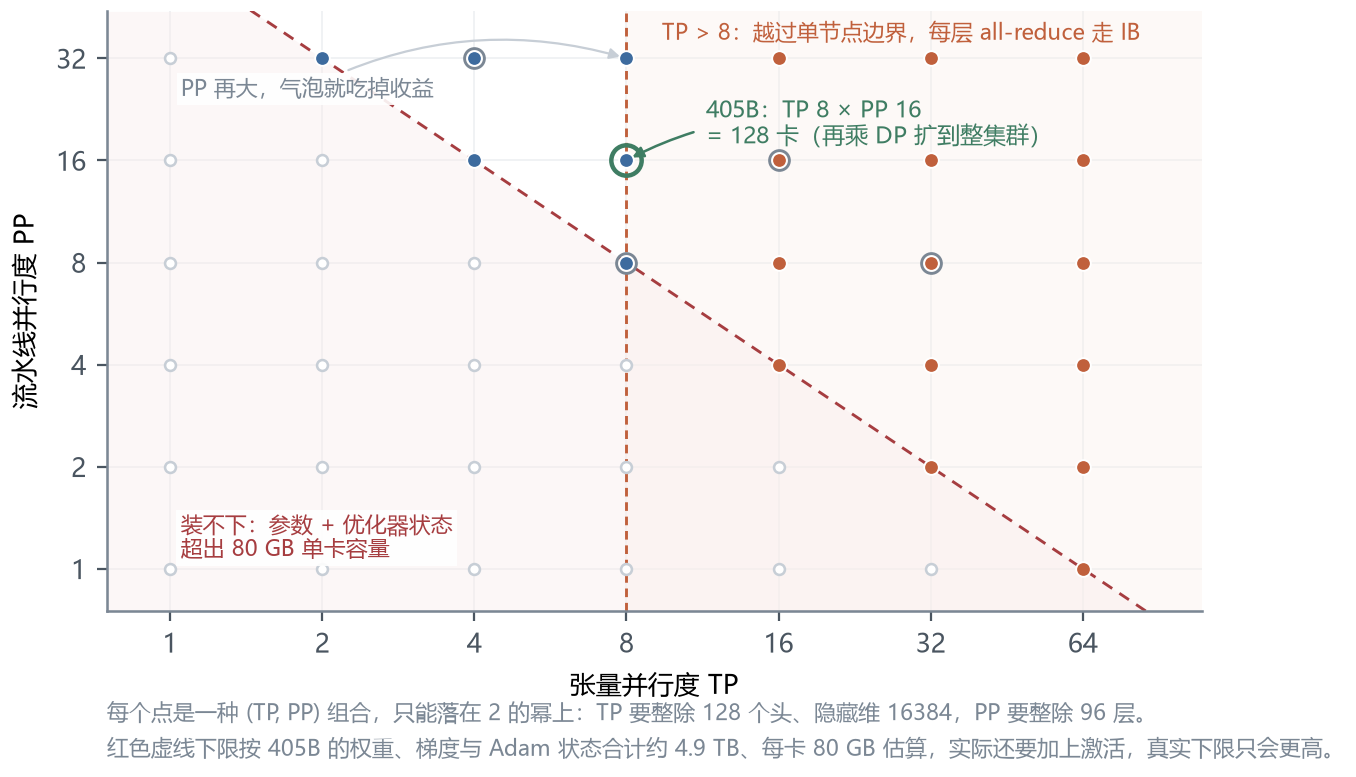 TP > 8：越过单节点边界，每层 all-reduce 走 IB
PP 再大，气泡就吃掉收益
405B：TP 8 × PP 16
= 128 卡（再乘 DP 扩到整集群）
装不下：参数 + 优化器状态
超出 80 GB 单卡容量
流水线并行度 PP
32
16
8
4
2
1
1
2
4
8
16
32
64
张量并行度 TP
每个点是一种 (TP, PP) 组合，只能落在 2 的幂上：TP 要整除 128 个头、隐藏维 16384，PP 要整除 96 层。
红色虚线下限按 405B 的权重、梯度与 Adam 状态合计约 4.9 TB、每卡 80 GB 估算，实际还要加上激活，真实下限只会更高。